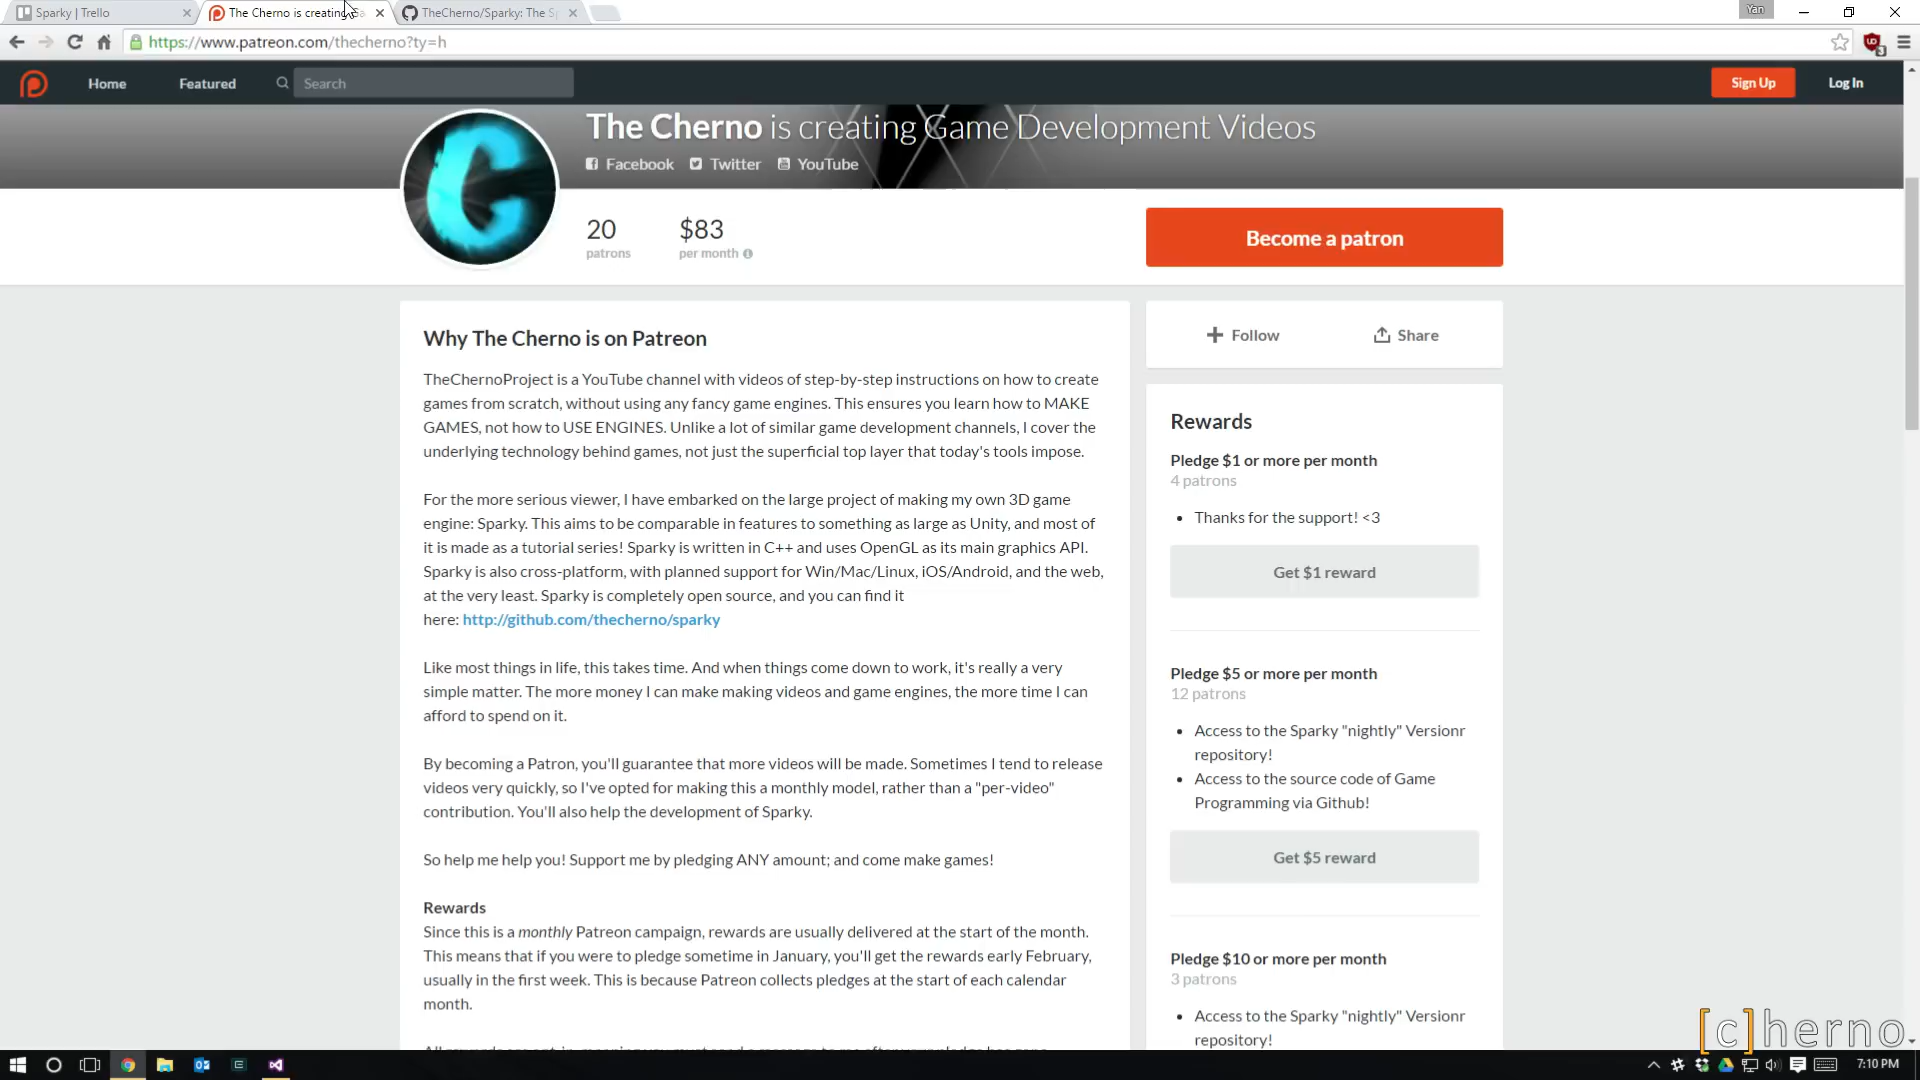 Sparky | Trello
The Cherno is creating
TheCherno/Sparky: The S
Yan
https://www.patreon.com/thecherno?ty=h
3
Home
Featured
Search
Sign Up
Log In
The Cherno is creating Game Development Videos
Facebook
Twitter
YouTube
20
patrons
$83
per month
Become a patron
Why The Cherno is on Patreon
TheChernoProject is a YouTube channel with videos of step-by-step instructions on how to create
games from scratch, without using any fancy game engines. This ensures you learn how to MAKE
GAMES, not how to USE ENGINES. Unlike a lot of similar game development channels, I cover the
underlying technology behind games, not just the superficial top layer that today's tools impose.
For the more serious viewer, I have embarked on the large project of making my own 3D game
engine: Sparky. This aims to be comparable in features to something as large as Unity, and most of
it is made as a tutorial series! Sparky is written in C++ and uses OpenGL as its main graphics API.
Sparky is also cross-platform, with planned support for Win/Mac/Linux, iOS/Android, and the web,
at the very least. Sparky is completely open source, and you can find it
here: http://github.com/thecherno/sparky
Like most things in life, this takes time. And when things come down to work, it's really a very
simple matter. The more money I can make making videos and game engines, the more time I can
afford to spend on it.
By becoming a Patron, you'll guarantee that more videos will be made. Sometimes I tend to release
videos very quickly, so I've opted for making this a monthly model, rather than a "per-video"
contribution. You'll also help the development of Sparky.
So help me help you! Support me by pledging ANY amount; and come make games!
Rewards
Since this is a monthly Patreon campaign, rewards are usually delivered at the start of the month.
This means that if you were to pledge sometime in January, you'll get the rewards early February,
usually in the first week. This is because Patreon collects pledges at the start of each calendar
month.
Follow
Share
Rewards
Pledge $1 or more per month
4 patrons
Thanks for the support! <3
Get $1 reward
Pledge $5 or more per month
12 patrons
Access to the Sparky "nightly" Versionr
repository!
Access to the source code of Game
Programming via Github!
Get $5 reward
Pledge $10 or more per month
3 patrons
Access to the Sparky "nightly" Versionr
repository!
[c]herno
7:10 PM